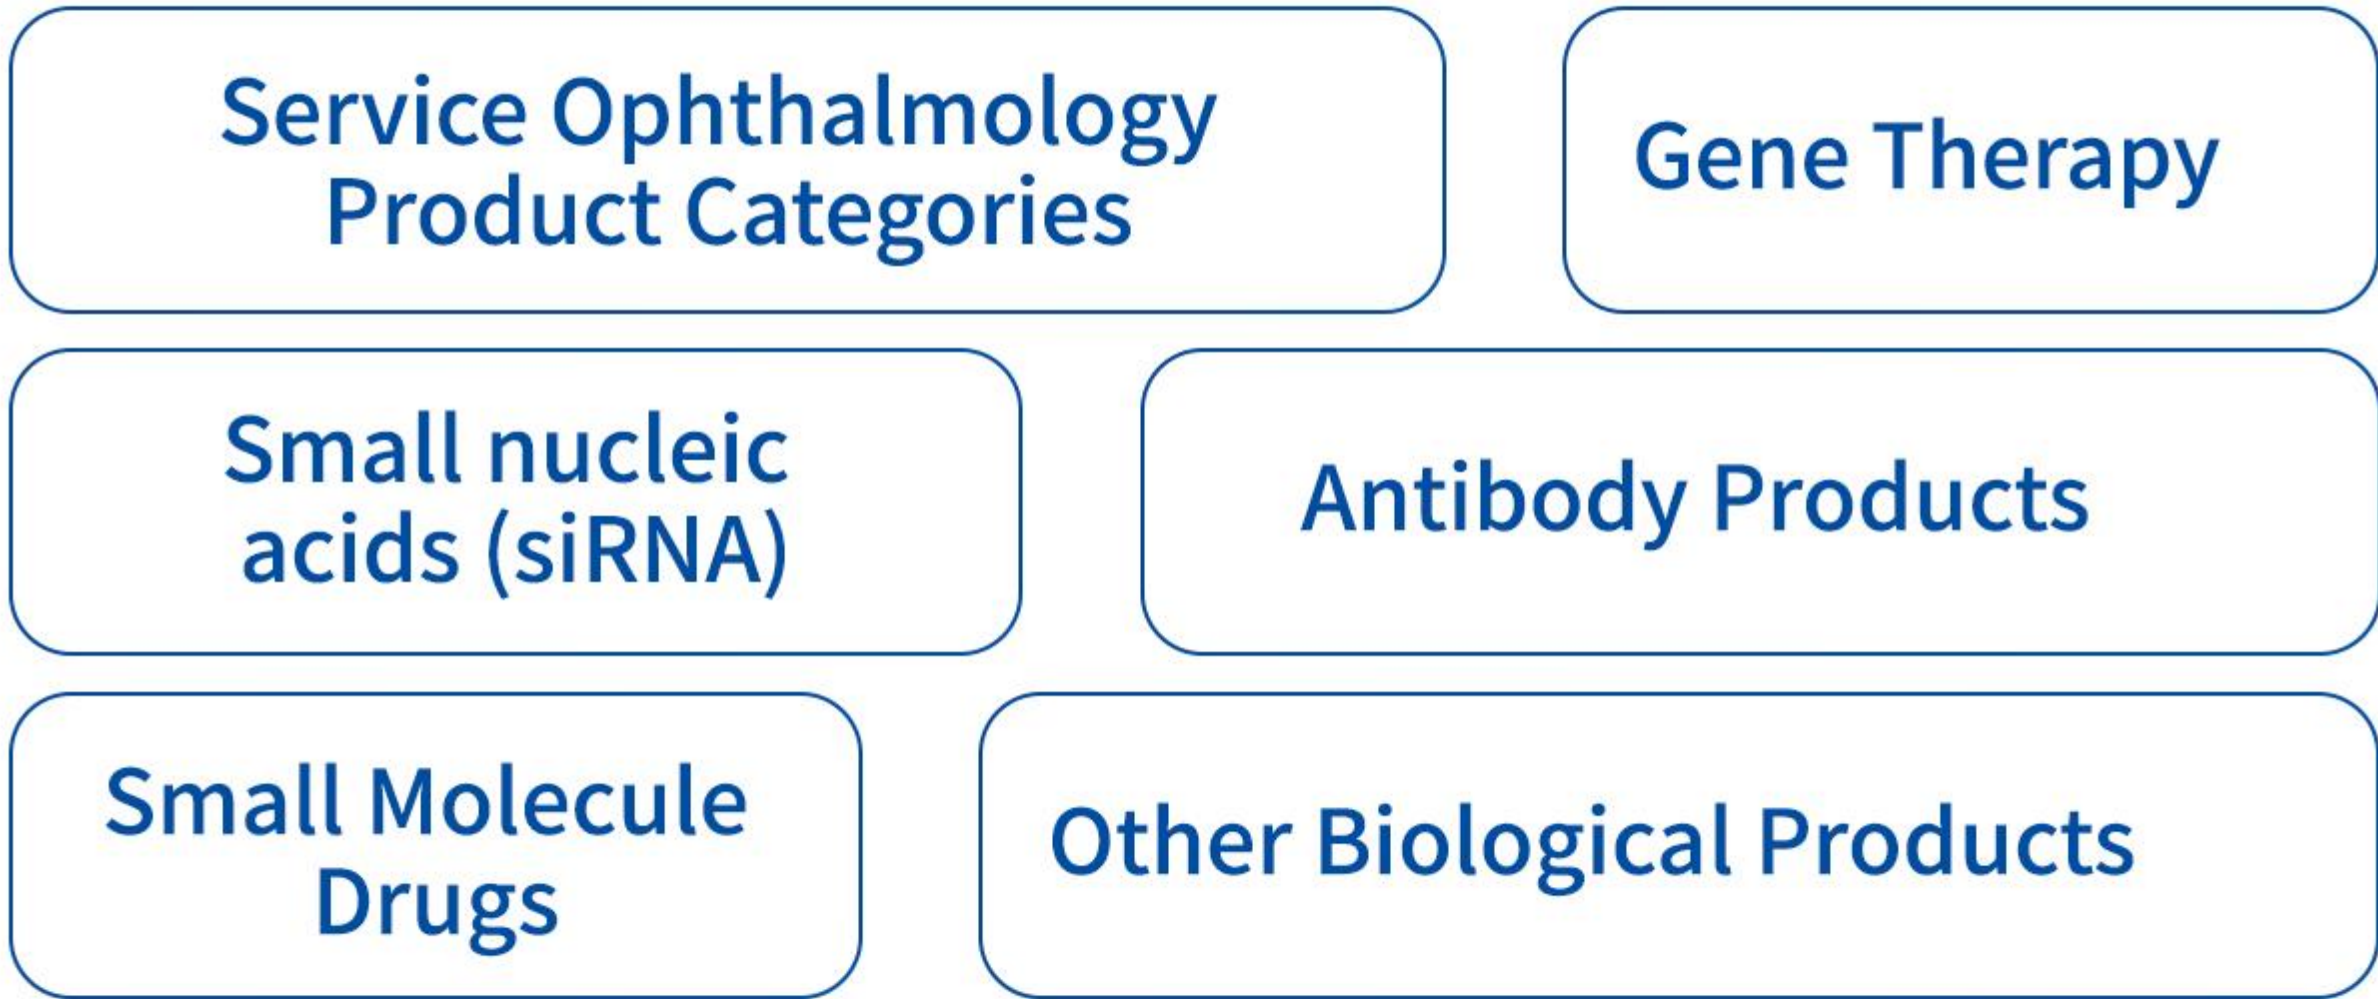 Service Ophthalmology
Product Categories
Gene Therapy
Small nucleic
acids (siRNA)
Antibody Products
Small Molecule
Drugs
Other Biological Products